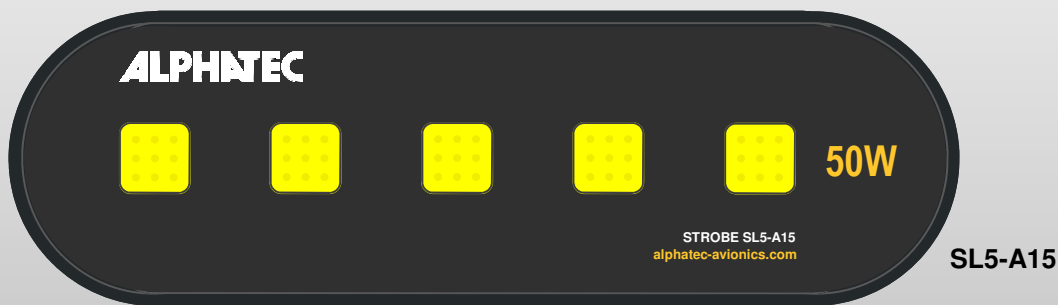 ALPHATEC
50W
STROBE SL5-A15
alphatec-avionics.com
SL5-A15